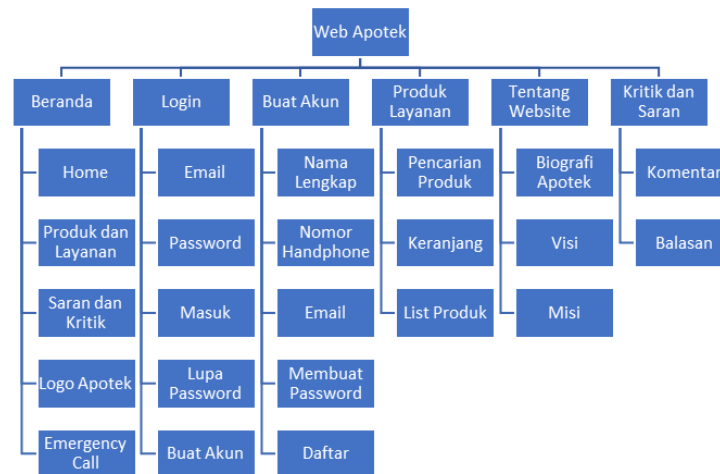 Web Apotek
Beranda
Login
Buat Akun
Produk
Layanan
Tentang
Website
Kritik dan
Saran
Home
Produk dan
Layanan
Saran dan
Kritik
Logo Apotek
Emergency
Call
Email
Password
Masuk
Lupa
Password
Buat Akun
Nama
Lengkap
Nomor
Handphone
Email
Membuat
Password
Daftar
Pencarian
Produk
Keranjang
List Produk
Biografi
Apotek
Visi
Misi
Komentar
Balasan